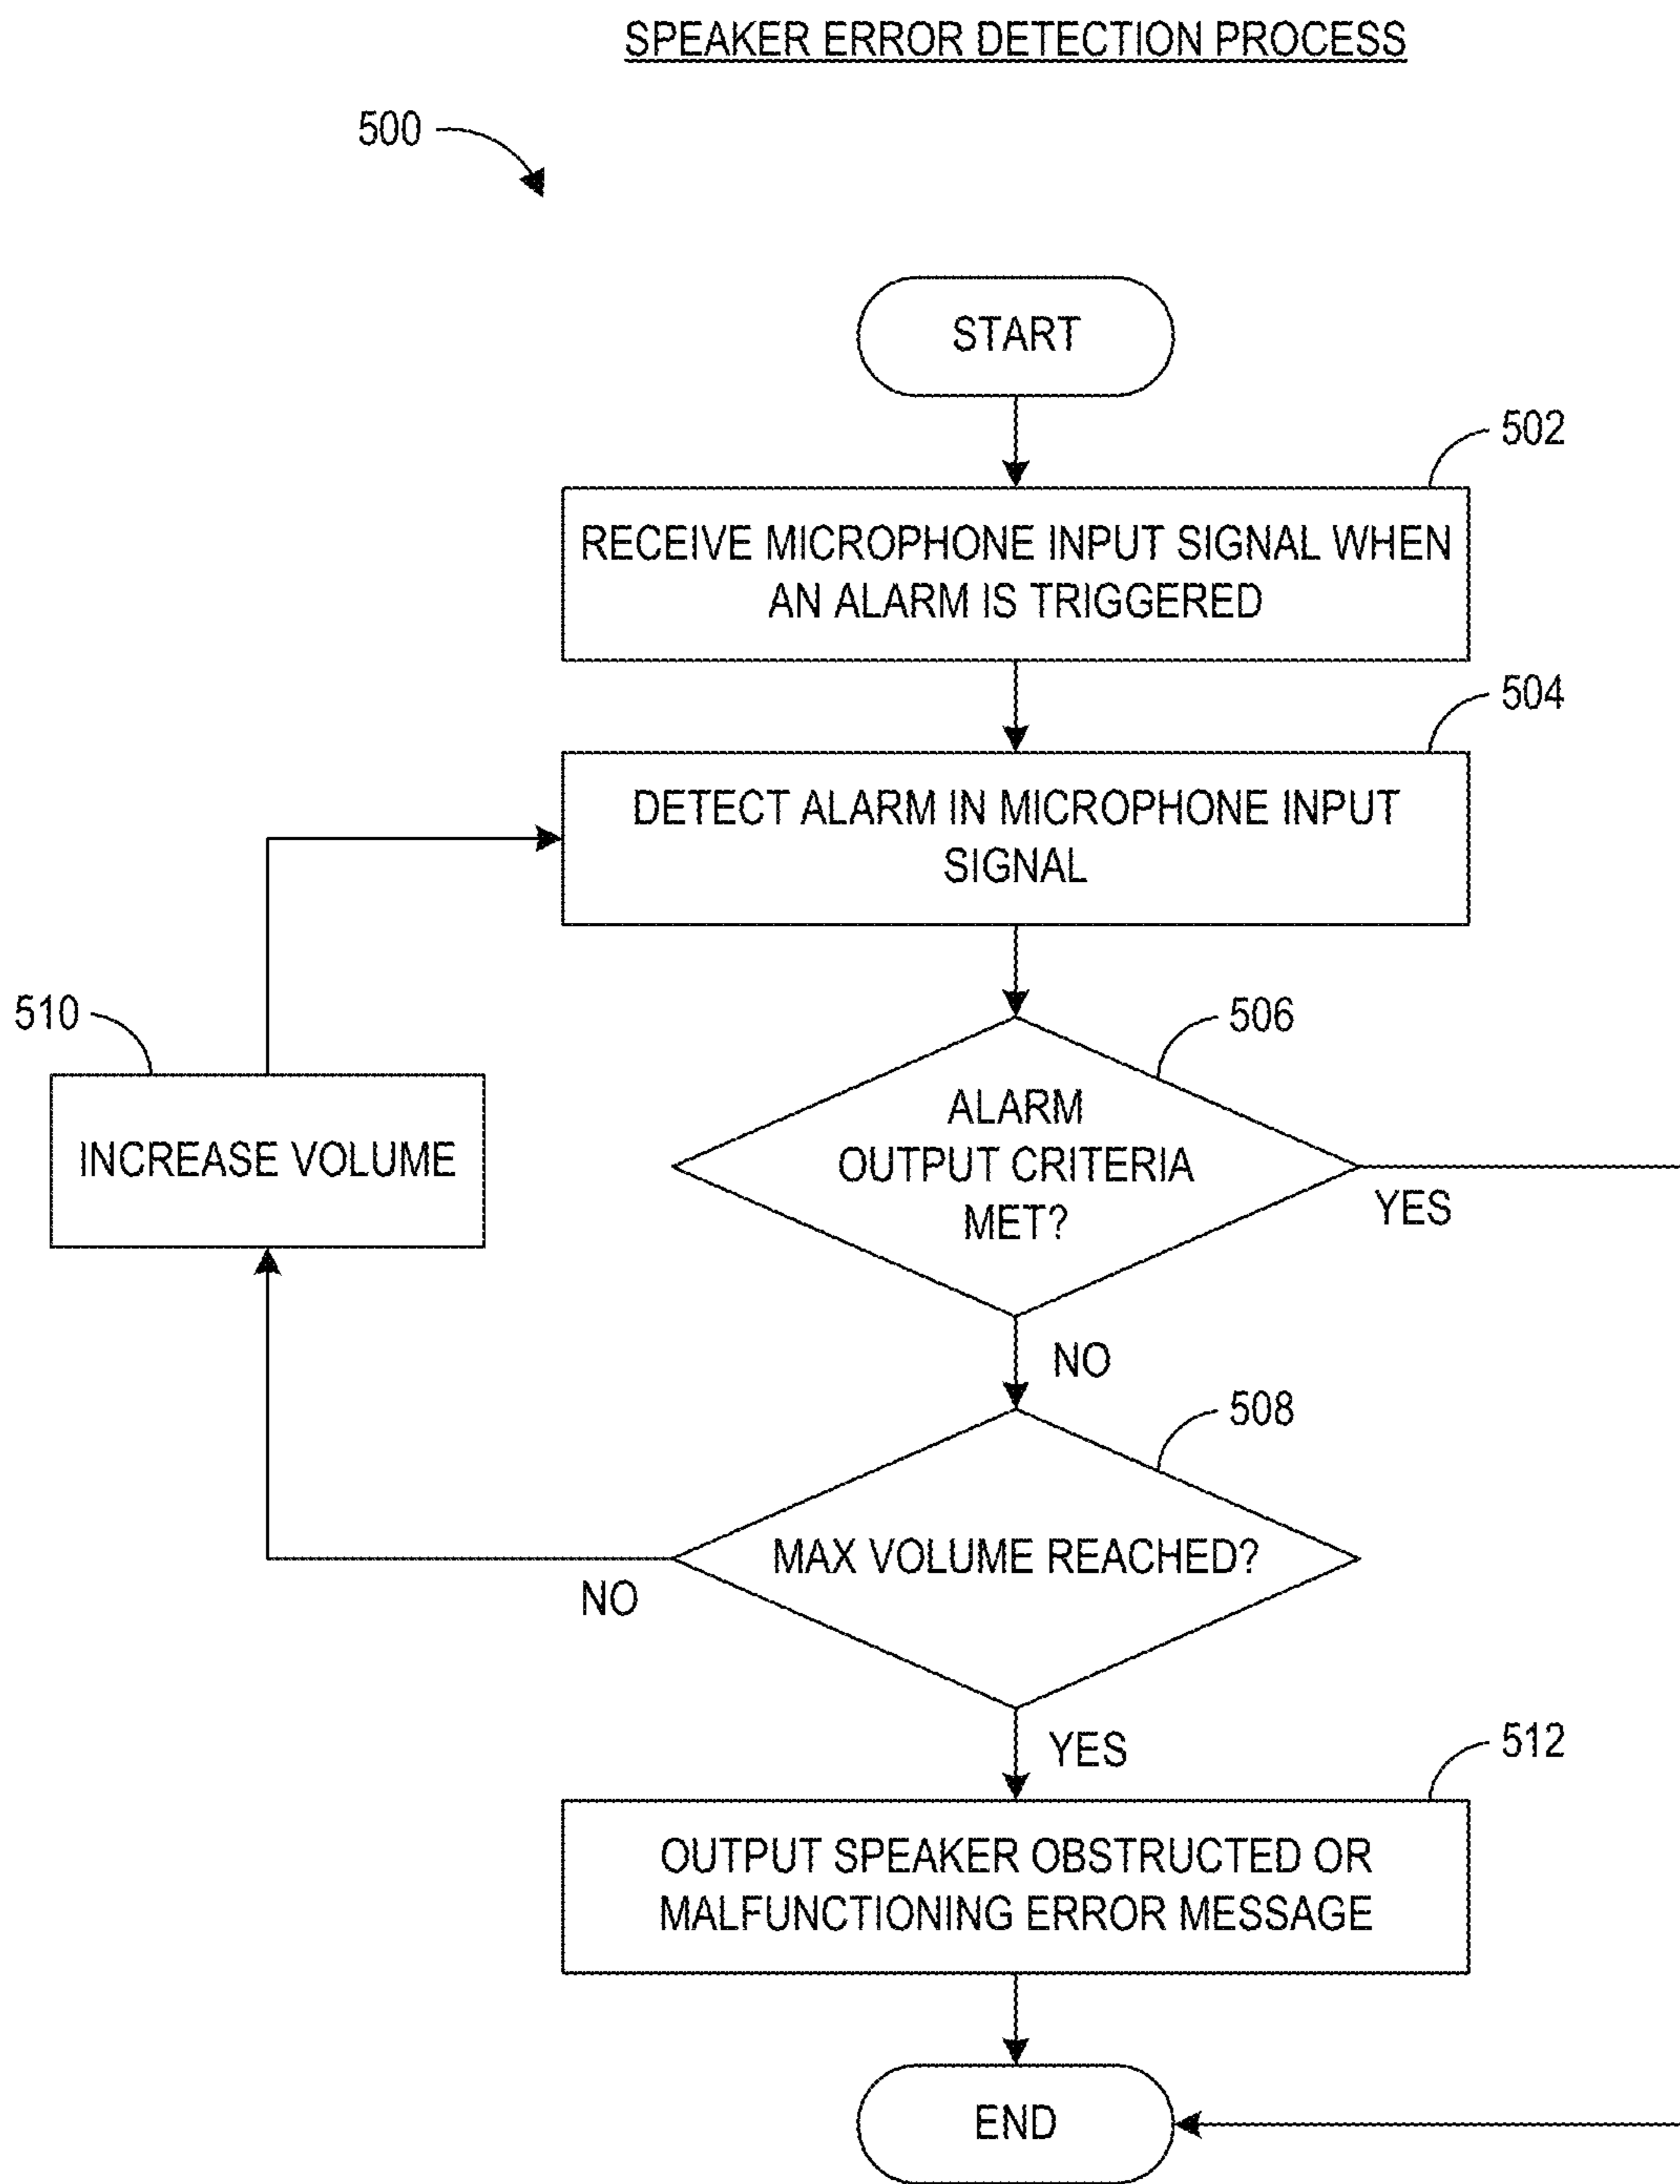 SPEAKER ERROR DETECTION PROCESS
500
START
502
RECEIVE MICROPHONE INPUT SIGNAL WHEN
AN ALARM IS TRIGGERED
504
DETECT ALARM IN MICROPHONE INPUT
SIGNAL
510
INCREASE VOLUME
506
ALARM
OUTPUT CRITERIA
MET?
YES
NO
508
MAX VOLUME REACHED?
NO
YES
512
OUTPUT SPEAKER OBSTRUCTED OR
MALFUNCTIONING ERROR MESSAGE
END